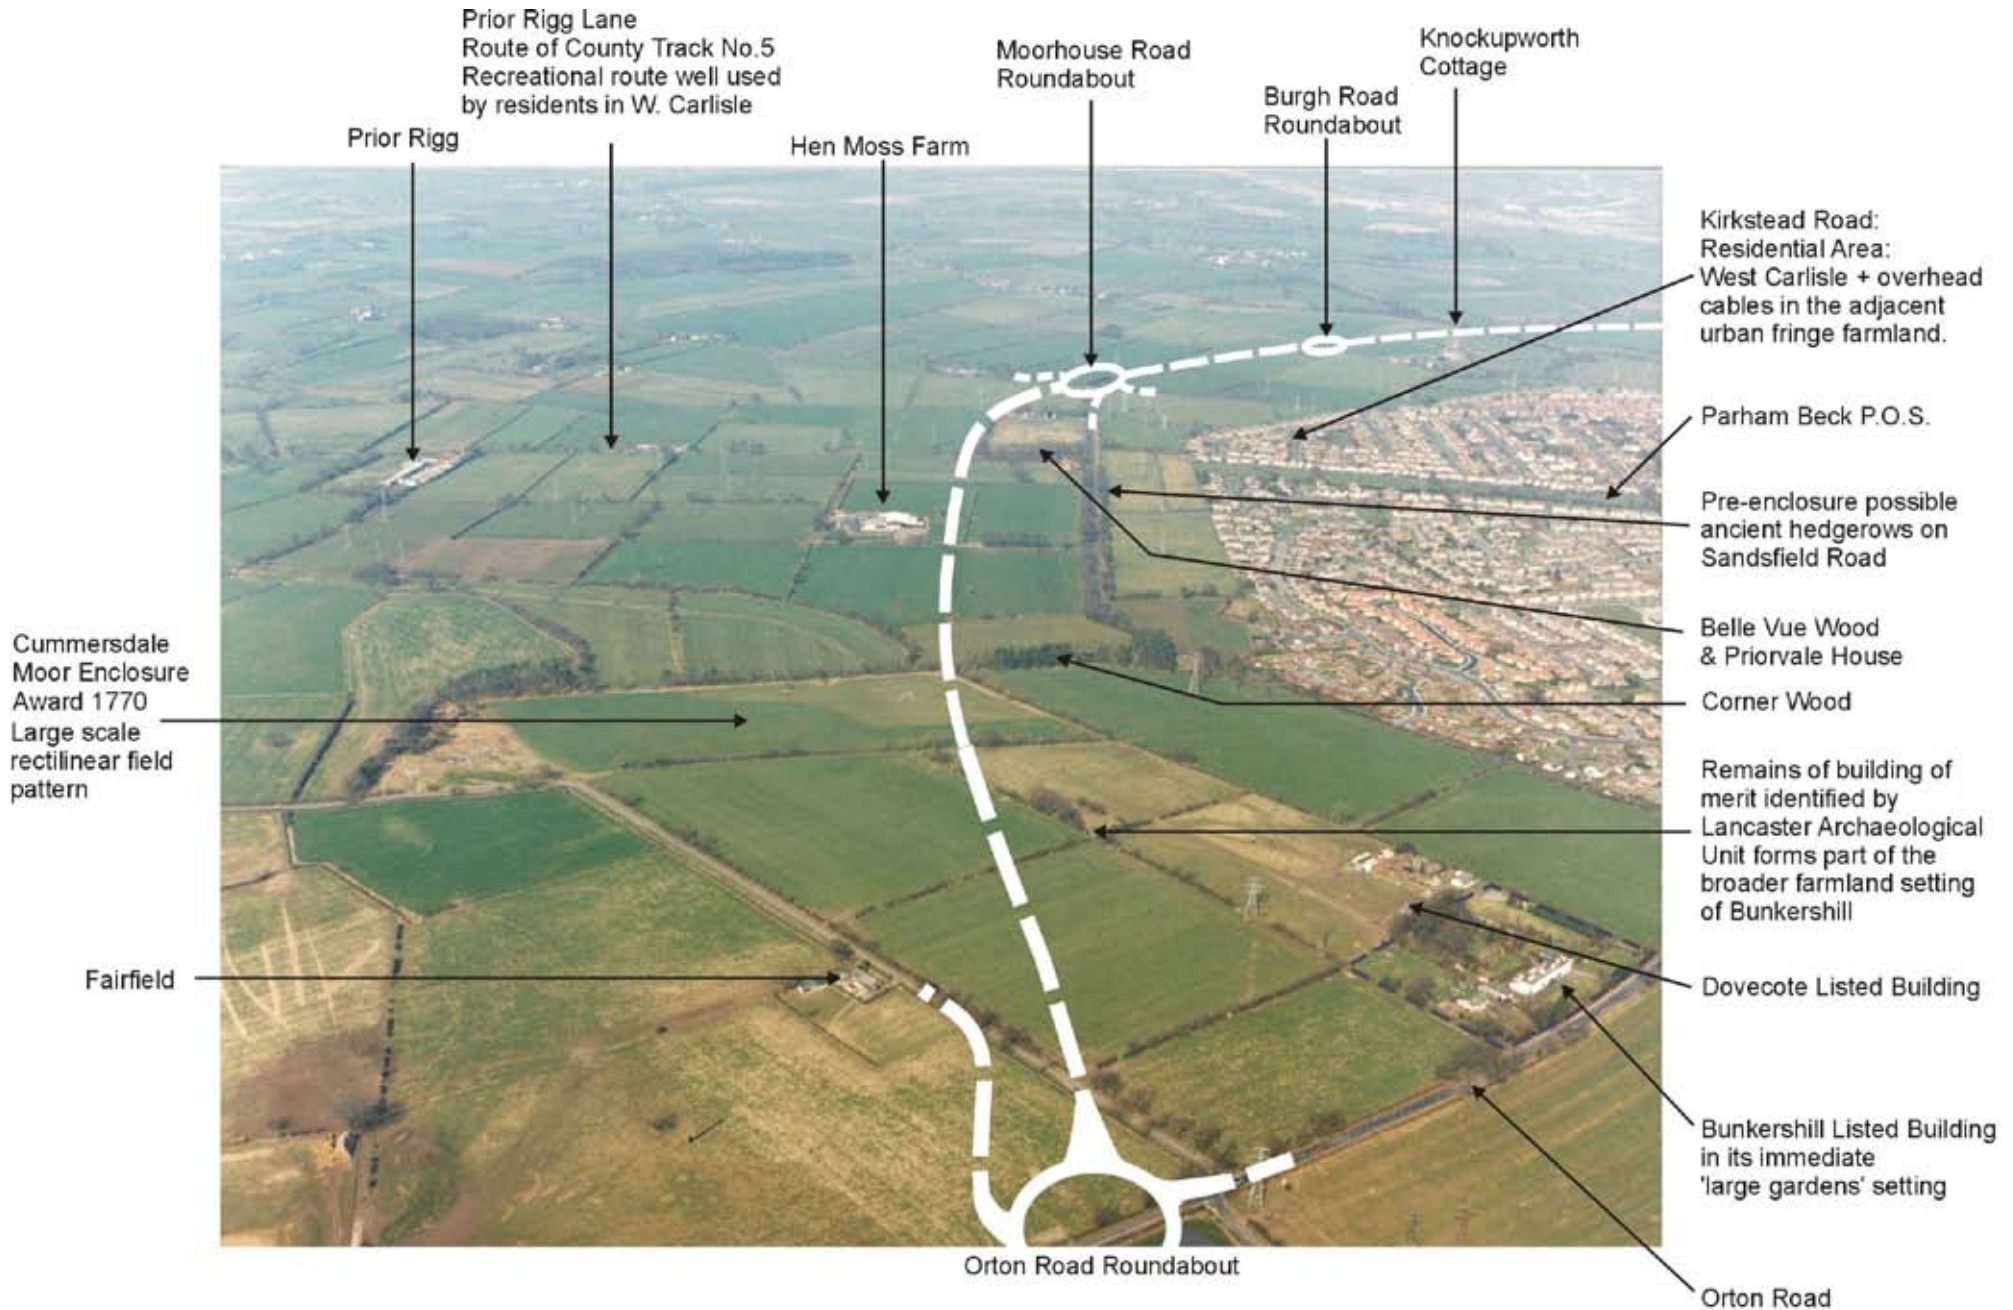 Prior Rigg Lane
Route of County Track No.5
Recreational route well used
by residents in W. Carlisle
Prior Rigg
Hen Moss Farm
Moorhouse Road
Roundabout
Burgh Road
Roundabout
Knockupworth
Cottage
Kirkstead Road:
Residential Area:
West Carlisle + overhead
cables in the adjacent
urban fringe farmland.
Parham Beck P.O.S.
Pre-enclosure possible
ancient hedgerows on
Sandsfield Road
Belle Vue Wood
& Priorvale House
Corner Wood
Remains of building of
merit identified by
Lancaster Archaeological
Unit forms part of the
broader farmland setting
of Bunkershill
Dovecote Listed Building
Bunkershill Listed Building
in its immediate
'large gardens' setting
Orton Road
Cummersdale
Moor Enclosure
Award 1770
Large scale
rectilinear field
pattern
Fairfield
Orton Road Roundabout